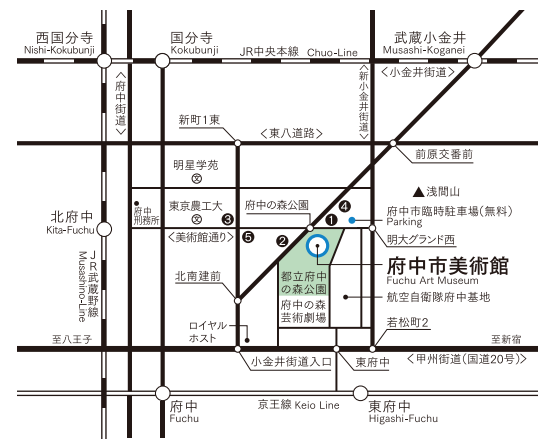 西国分寺
Nishi-Kokubunji
国分寺
Kokubunji
JR中央本線 Chuo-Line
武蔵小金井
Musashi-Koganei
〈府中街道〉
〈新小金井街道〉
〈小金井街道〉
新町1東
〈東八道路〉
前原交番前
明星学苑
文
▲浅間山
府中刑務所
東京農工大
文
❸
府中の森公園
❹
❶
府中市臨時駐車場(無料)
Parking
北府中
Kita-Fuchu
〈美術館通り〉
❺
❷
明大グランド西
JR武蔵野線
Musashino-Line
北南建前
都立府中
の森公園
府中市美術館
Fuchu Art Museum
府中の森
芸術劇場
航空自衛隊府中基地
ロイヤル
ホスト
若松町2
至八王子
至新宿
小金井街道入口
東府中
〈甲州街道(国道20号)〉
府中
Fuchu
京王線 Keio Line
東府中
Higashi-Fuchu